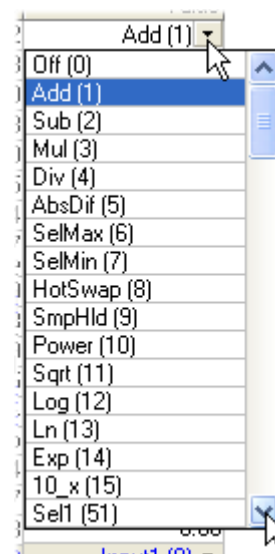 Add (1)
Off (0)
Add (1)
Sub (2)
Mul (3)
Div (4)
AbsDif (5)
SelMax (6)
SelMin (7)
HotSwap (8)
SmpHld (9)
Power (10)
Sqrt (11)
Log (12)
Ln (13)
Exp (14)
10_x (15)
Sel1 (51)